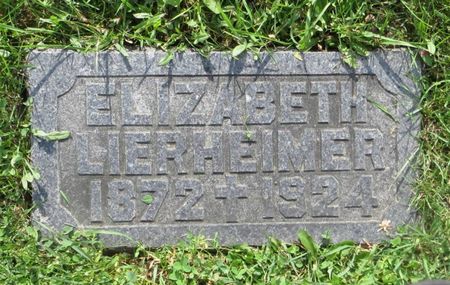 ELIZABETH
LIERHEIMER
1872 + 1924